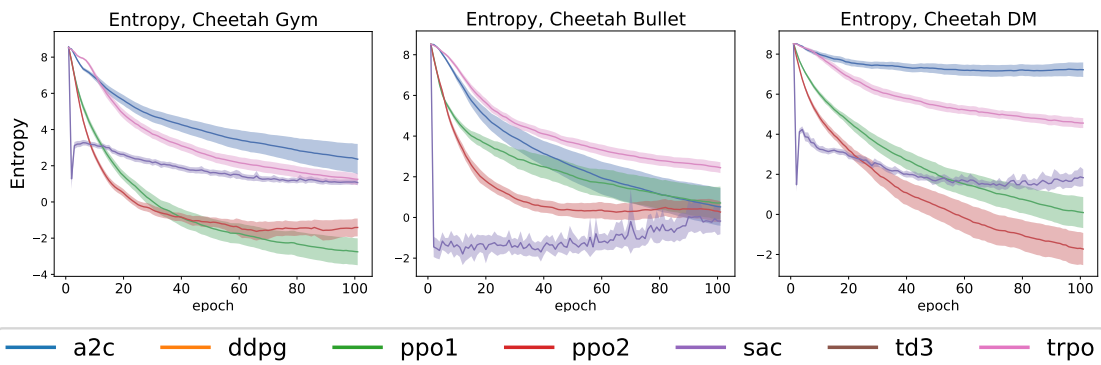 Entropy, Cheetah Gym
Entropy, Cheetah Bullet
Entropy, Cheetah DM
Entropy
8
6
4
2
0
−2
−4
0 20 40 60 80 100
epoch
8
6
4
2
0
−2
0 20 40 60 80 100
epoch
8
6
4
2
0
−2
0 20 40 60 80 100
epoch
a2c ddpg ppo1 ppo2 sac td3 trpo